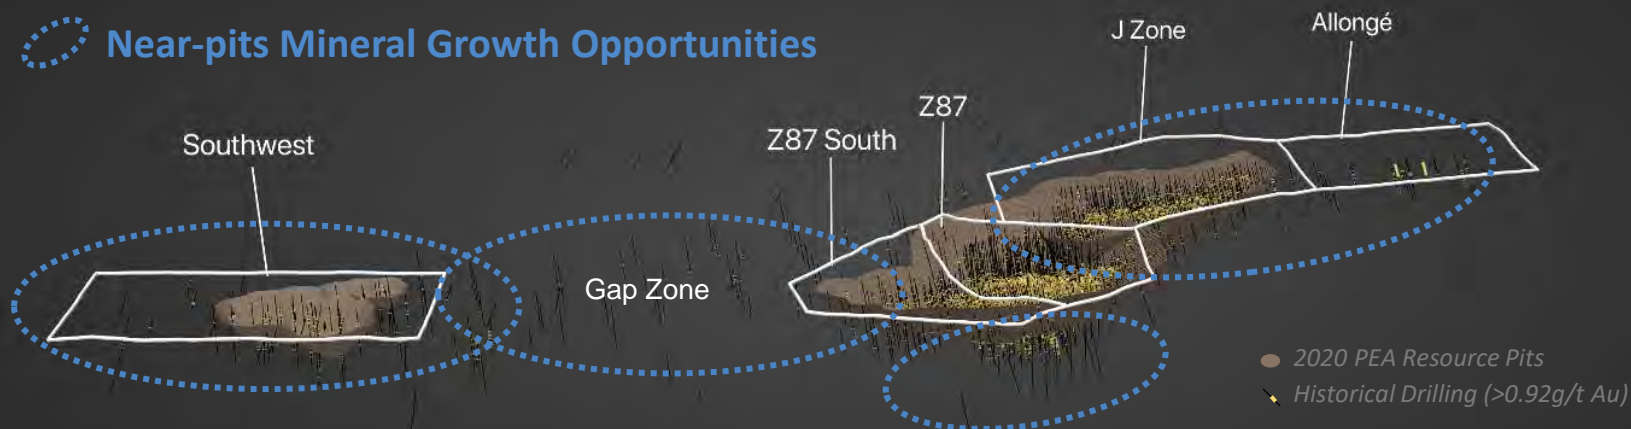 Near-pits Mineral Growth Opportunities
J Zone
Allongé
Z87
Southwest
Z87 South
Gap Zone
2020 PEA Resource Pits
Historical Drilling (>0.92g/t Au)